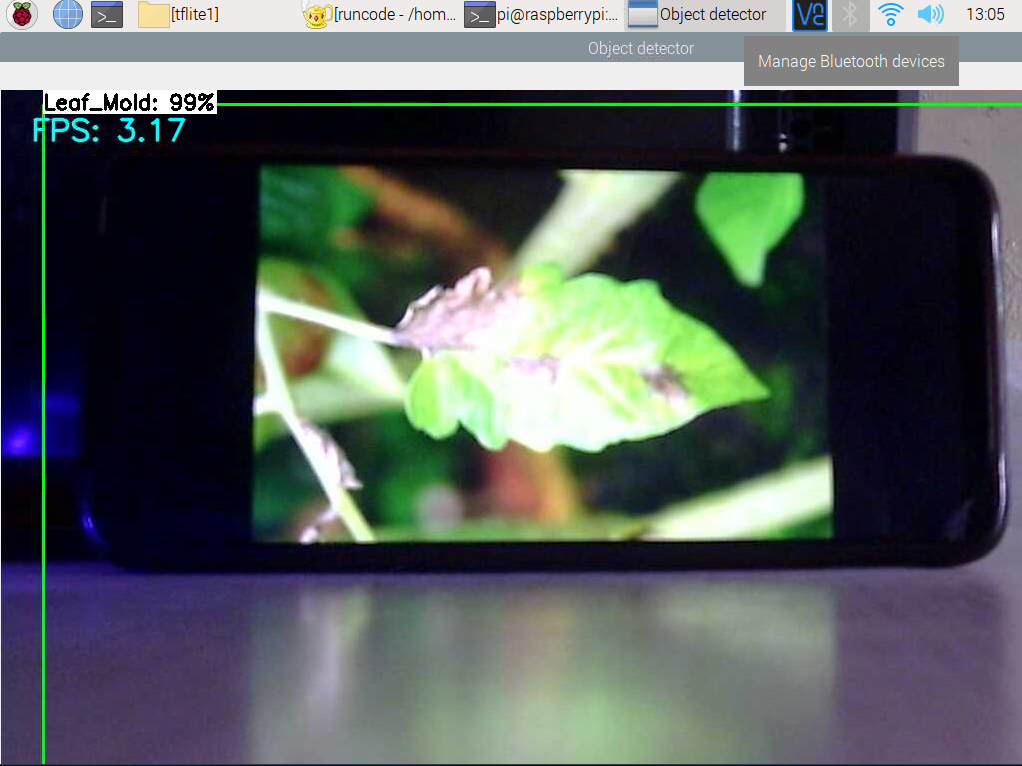 [tflite1]
[runcode - /hom...
pi@raspberrypi:...
Object detector
13:05
Object detector
Manage Bluetooth devices
Leaf_Mold: 99%
FPS: 3.17